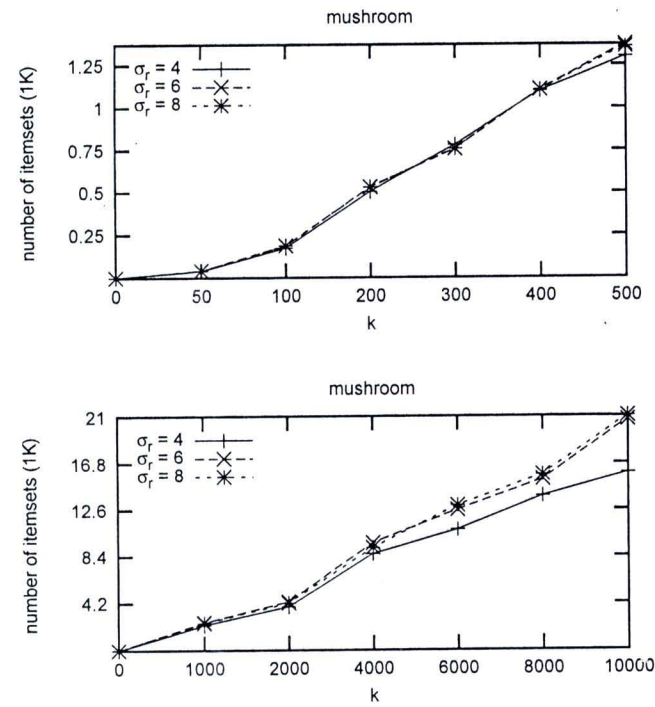 mushroom
number of itemsets (1K)
1.25
1
0.75
0.5
0.25
σr = 4
σr = 6
σr = 8
0 50 100 200 300 400 500
k
mushroom
number of itemsets (1K)
21
16.8
12.6
8.4
4.2
σr = 4
σr = 6
σr = 8
0 1000 2000 4000 6000 8000 10000
k